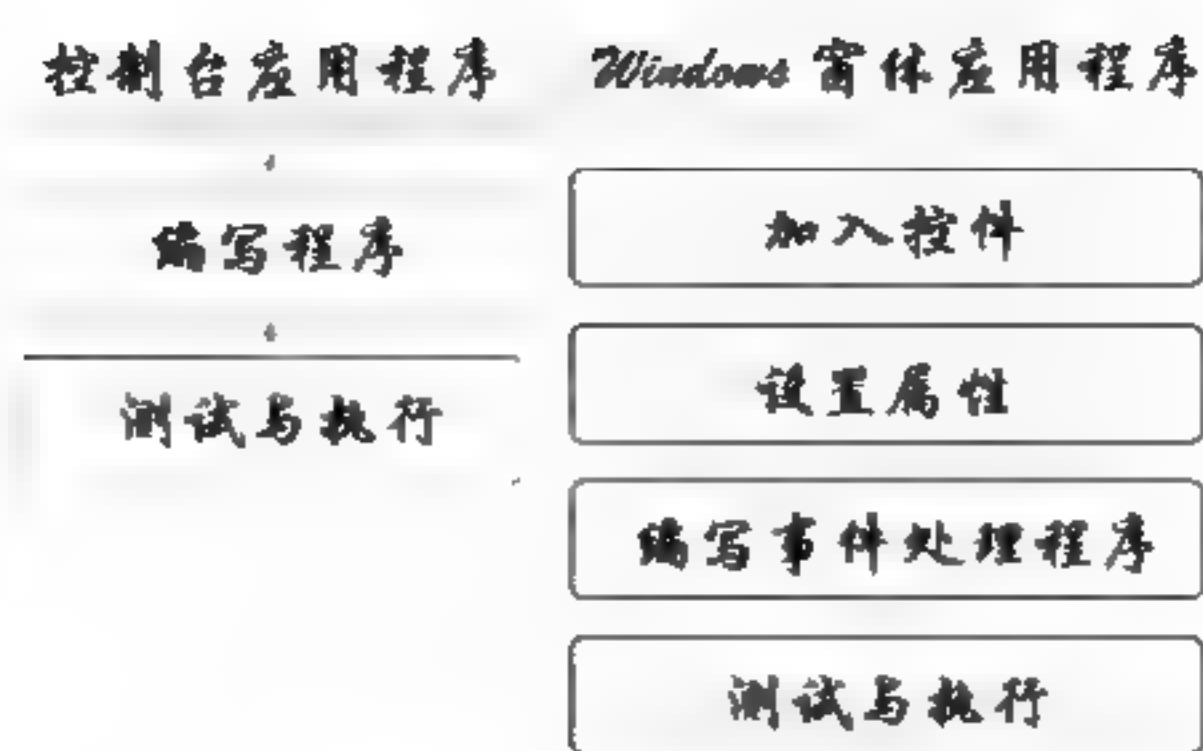 控制台应用程序
编写程序
测试与执行
Windows 窗体应用程序
加入控件
设置属性
编写事件处理程序
测试与执行